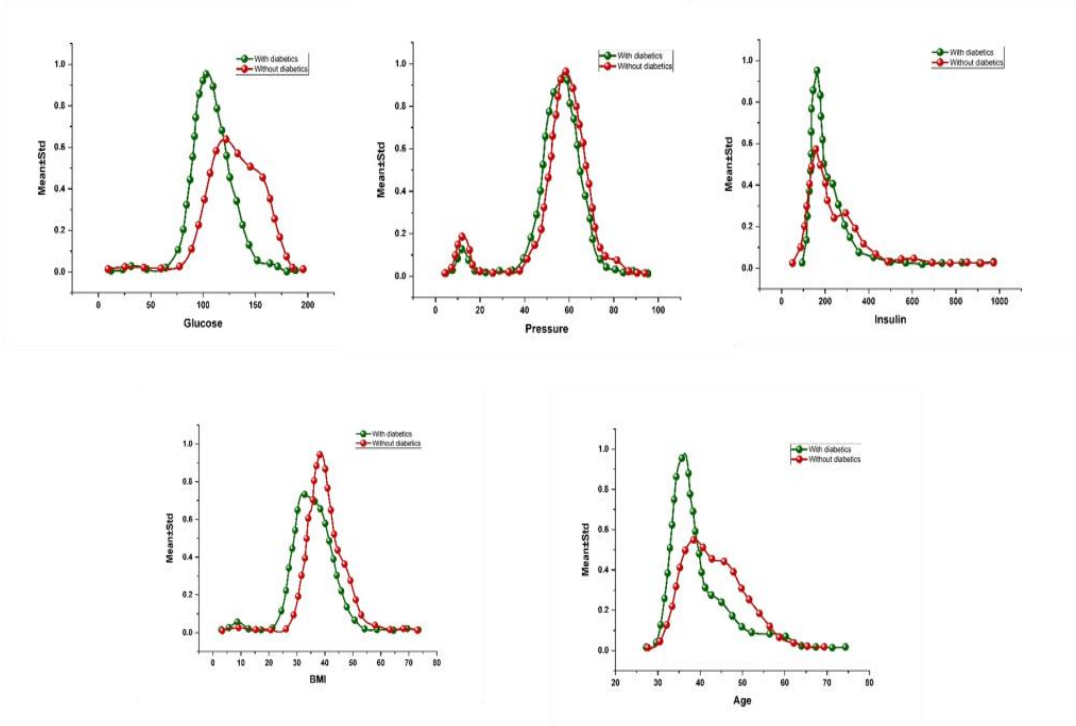 With diabetics
Without diabetics
1.0
0.8
0.6
0.4
0.2
0.0
Mean±Std
0 50 100 150 200
Glucose
With diabetics
Without diabetics
1.0
0.8
0.6
0.4
0.2
0.0
Mean±Std
0 20 40 60 80 100
Pressure
With diabetics
Without diabetics
1.0
0.8
0.6
0.4
0.2
0.0
Mean±Std
0 200 400 600 800 1000
Insulin
With diabetics
Without diabetics
1.0
0.8
0.6
0.4
0.2
0.0
Mean±Std
0 10 20 30 40 50 60 70 80
BMI
With diabetics
Without diabetics
1.0
0.8
0.6
0.4
0.2
0.0
Mean±Std
20 30 40 50 60 70 80
Age